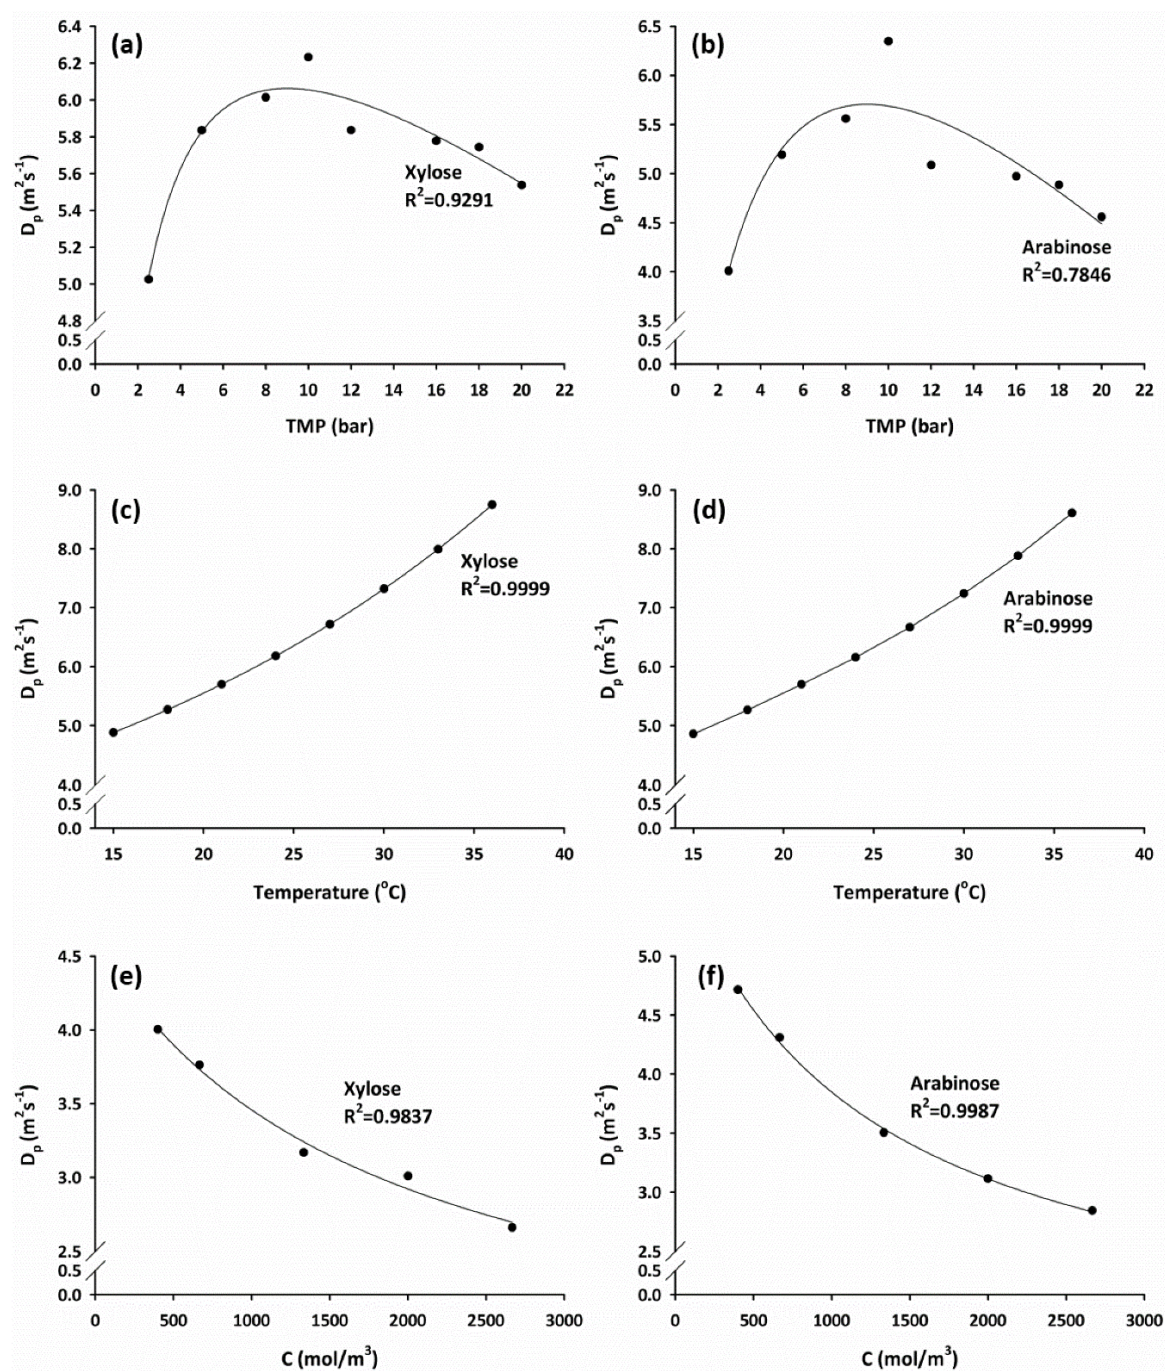 (a)
6.4
6.2
6.0
5.8
5.6
5.4
5.2
5.0
4.8
0.5
0.0
D_p (m²s⁻¹)
Xylose
R²=0.9291
0 2 4 6 8 10 12 14 16 18 20 22
TMP (bar)
(b)
6.5
6.0
5.5
5.0
4.5
4.0
3.5
0.5
0.0
D_p (m²s⁻¹)
Arabinose
R²=0.7846
0 2 4 6 8 10 12 14 16 18 20 22
TMP (bar)
(c)
9.0
8.0
7.0
6.0
5.0
4.0
0.5
0.0
D_p (m²s⁻¹)
Xylose
R²=0.9999
15 20 25 30 35 40
Temperature (°C)
(d)
9.0
8.0
7.0
6.0
5.0
4.0
0.5
0.0
D_p (m²s⁻¹)
Arabinose
R²=0.9999
15 20 25 30 35 40
Temperature (°C)
(e)
4.5
4.0
3.5
3.0
2.5
0.5
0.0
D_p (m²s⁻¹)
Xylose
R²=0.9837
0 500 1000 1500 2000 2500 3000
C (mol/m³)
(f)
5.0
4.5
4.0
3.5
3.0
2.5
0.5
0.0
D_p (m²s⁻¹)
Arabinose
R²=0.9987
0 500 1000 1500 2000 2500 3000
C (mol/m³)